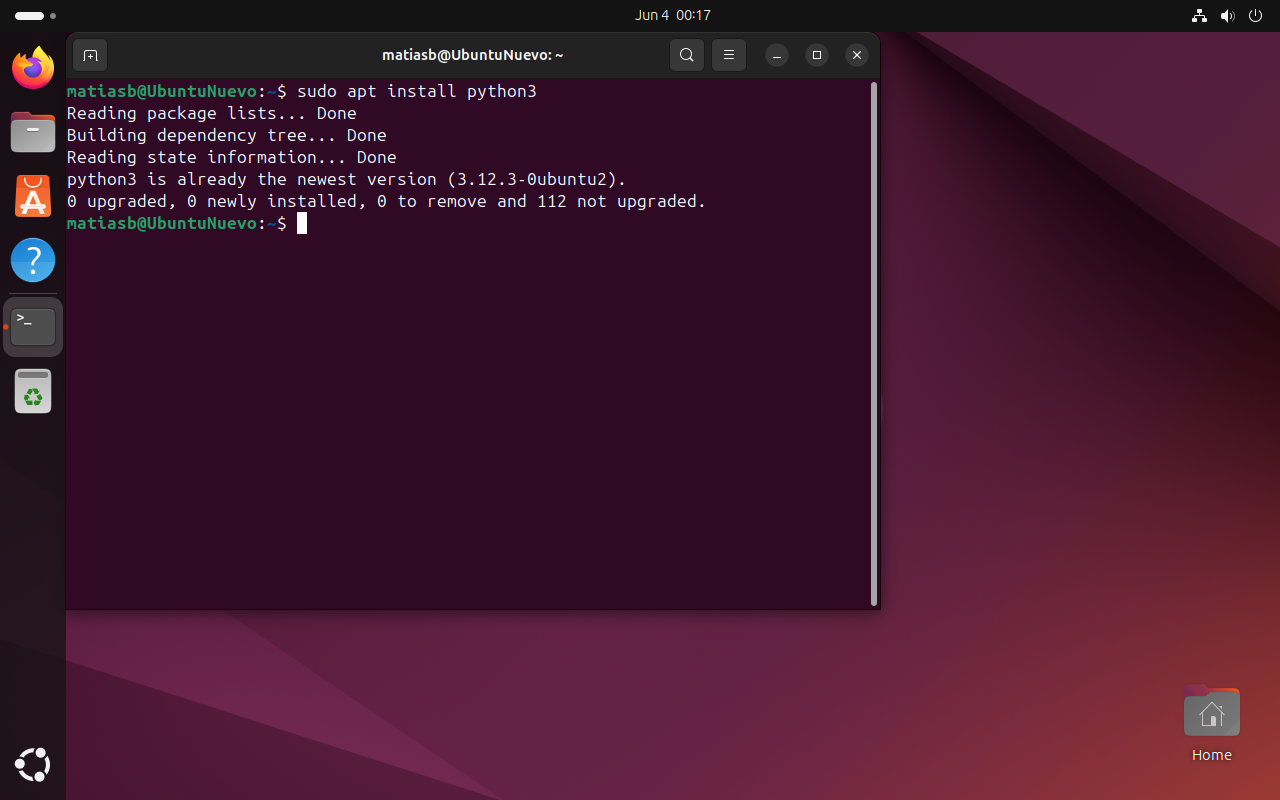 Jun 4 00:17
matiasb@UbuntuNuevo: ~
matiasb@UbuntuNuevo:~$ sudo apt install python3
Reading package lists... Done
Building dependency tree... Done
Reading state information... Done
python3 is already the newest version (3.12.3-0ubuntu2).
0 upgraded, 0 newly installed, 0 to remove and 112 not upgraded.
matiasb@UbuntuNuevo:~$
Home